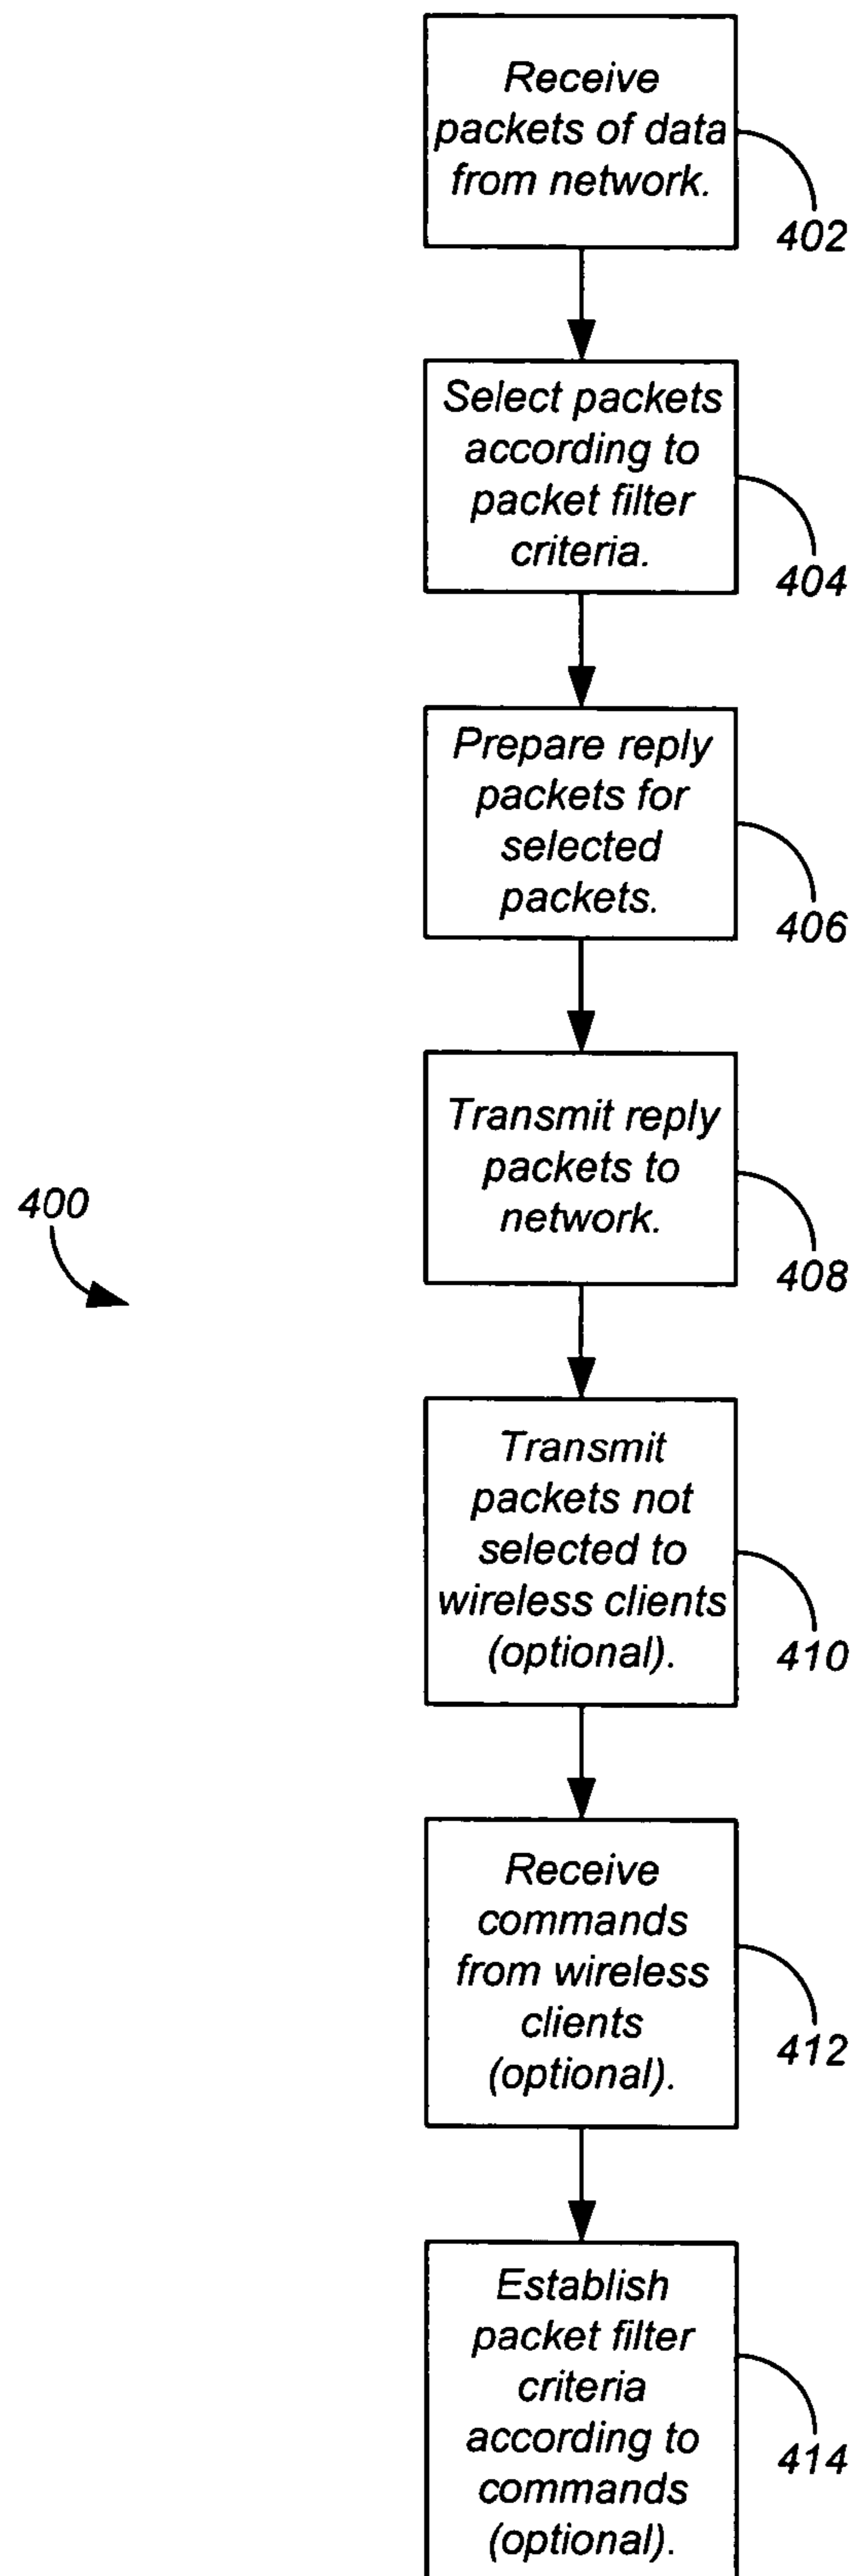 Receive
packets of data
from network.
402
Select packets
according to
packet filter
criteria.
404
Prepare reply
packets for
selected
packets.
406
Transmit reply
packets to
network.
408
400
Transmit
packets not
selected to
wireless clients
(optional).
410
Receive
commands
from wireless
clients
(optional).
412
Establish
packet filter
criteria
according to
commands
(optional).
414